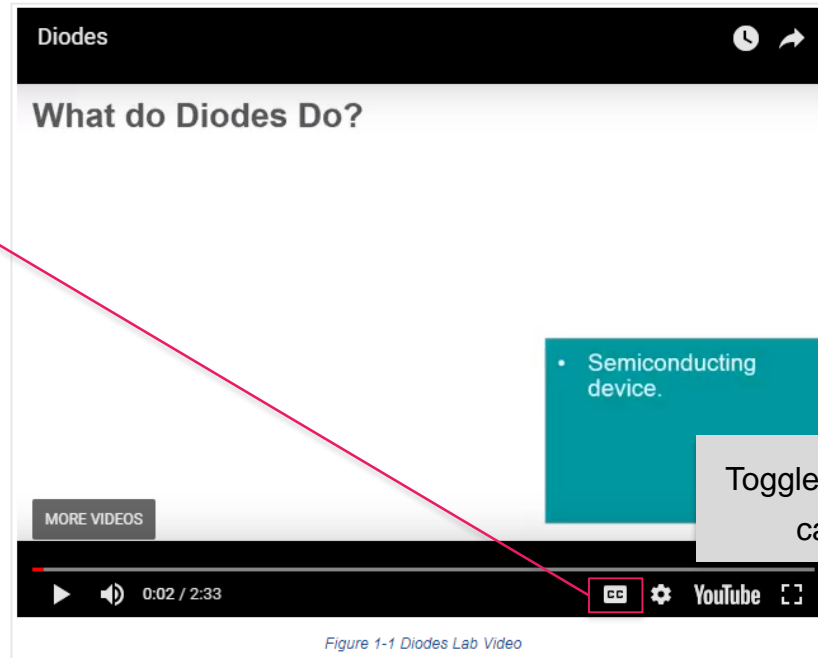 Diodes
What do Diodes Do?
• Semiconducting
device.
Toggle
MORE VIDEOS
0:02 / 2:33
CC
YouTube
Figure 1-1 Diodes Lab Video